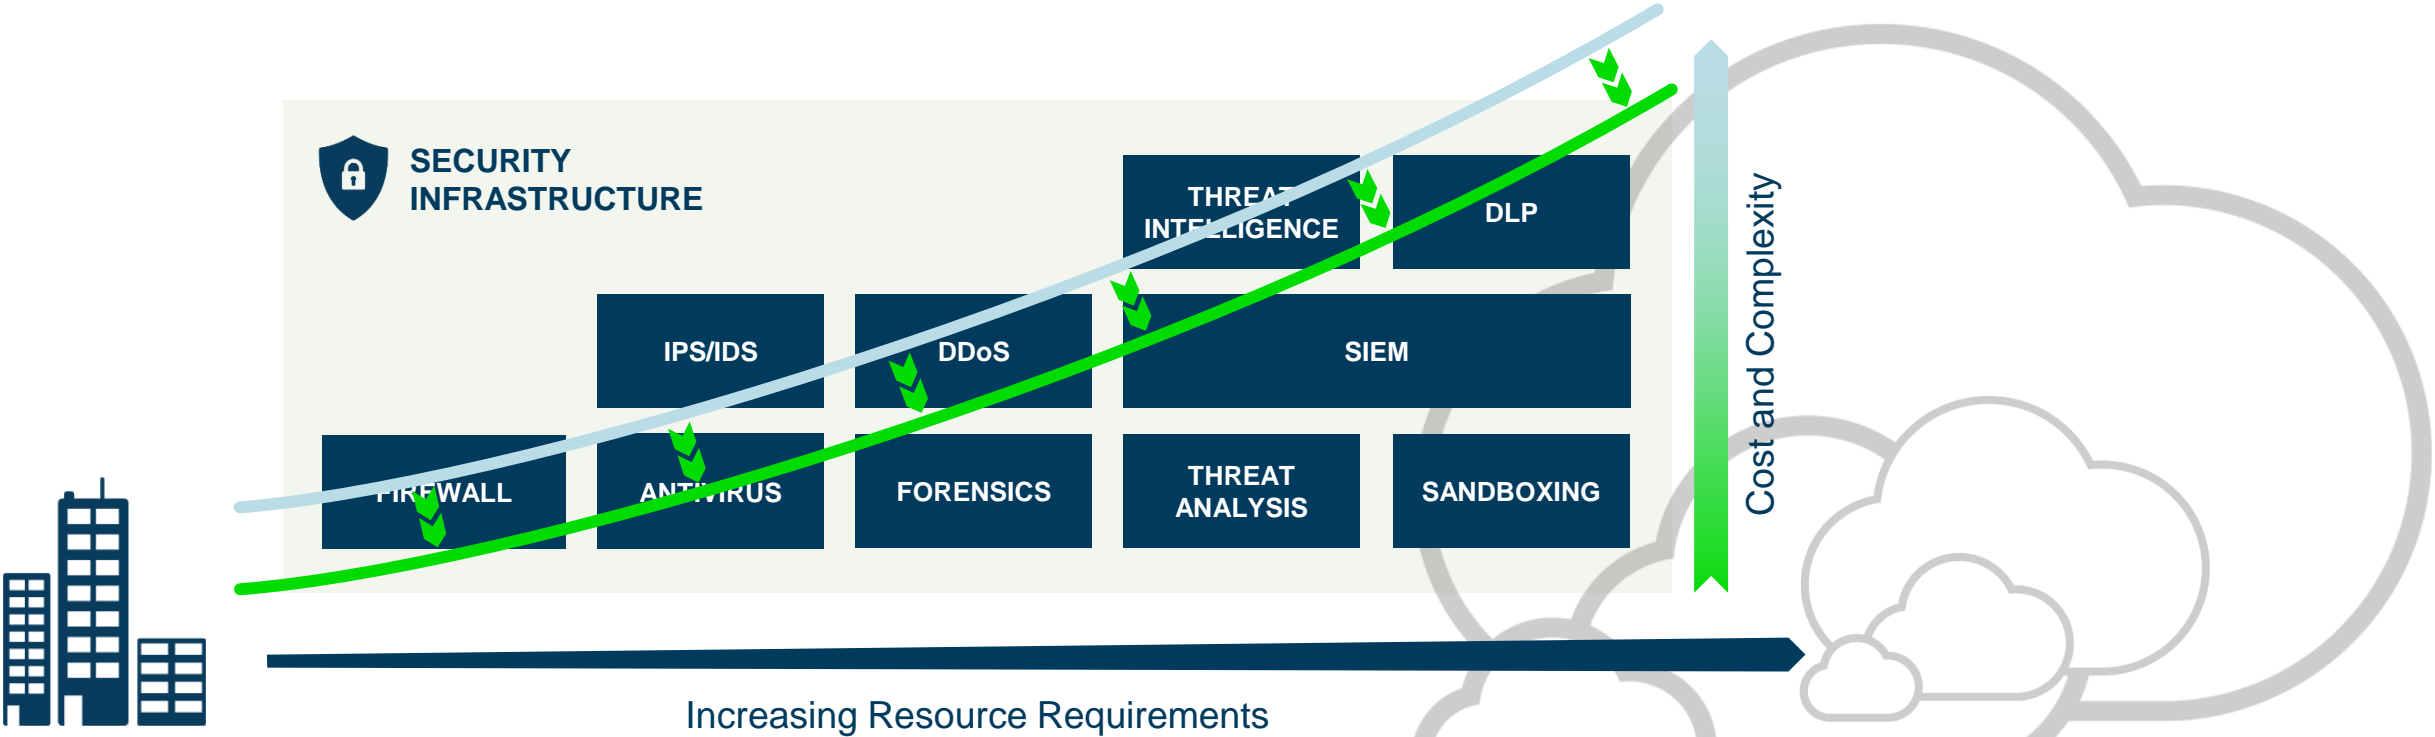 SECURITY
INFRASTRUCTURE
THREAT
INTELLIGENCE
DLP
IPS/IDS
DDoS
SIEM
FIREWALL
ANTIVIRUS
FORENSICS
THREAT
ANALYSIS
SANDBOXING
Cost and Complexity
Increasing Resource Requirements